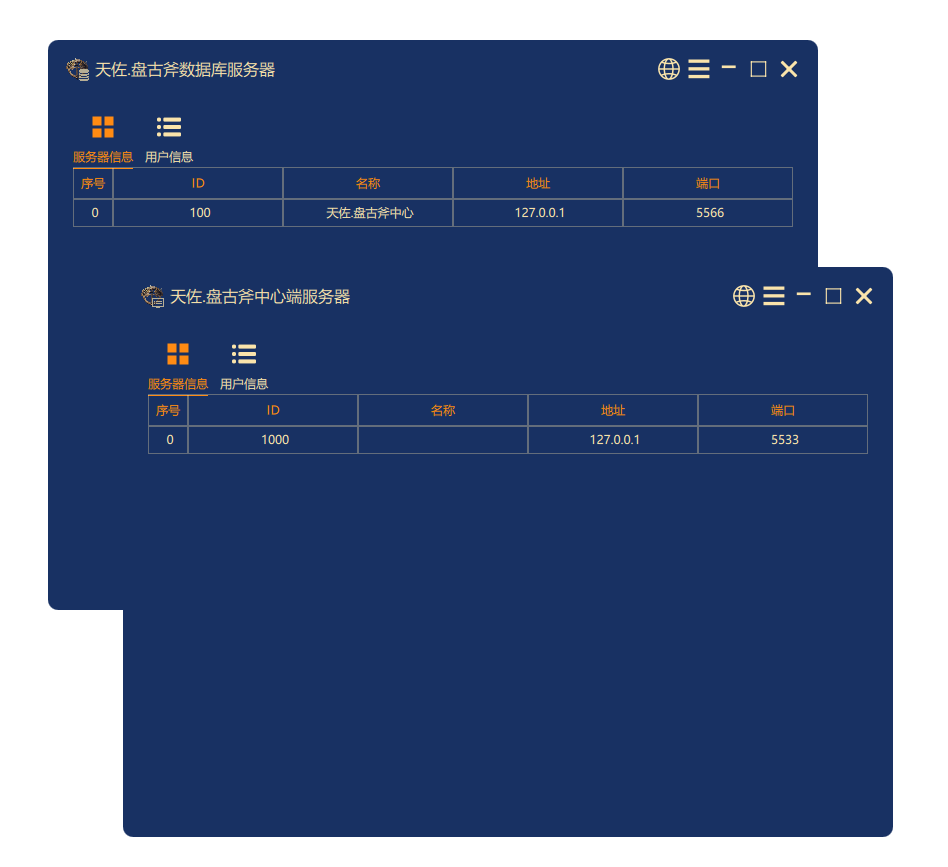 天佐.盘古斧数据库服务器
服务器信息 用户信息
序号 ID 名称 地址 端口
0 100 天佐.盘古斧中心 127.0.0.1 5566
天佐.盘古斧中心端服务器
服务器信息 用户信息
序号 ID 名称 地址 端口
0 1000 127.0.0.1 5533